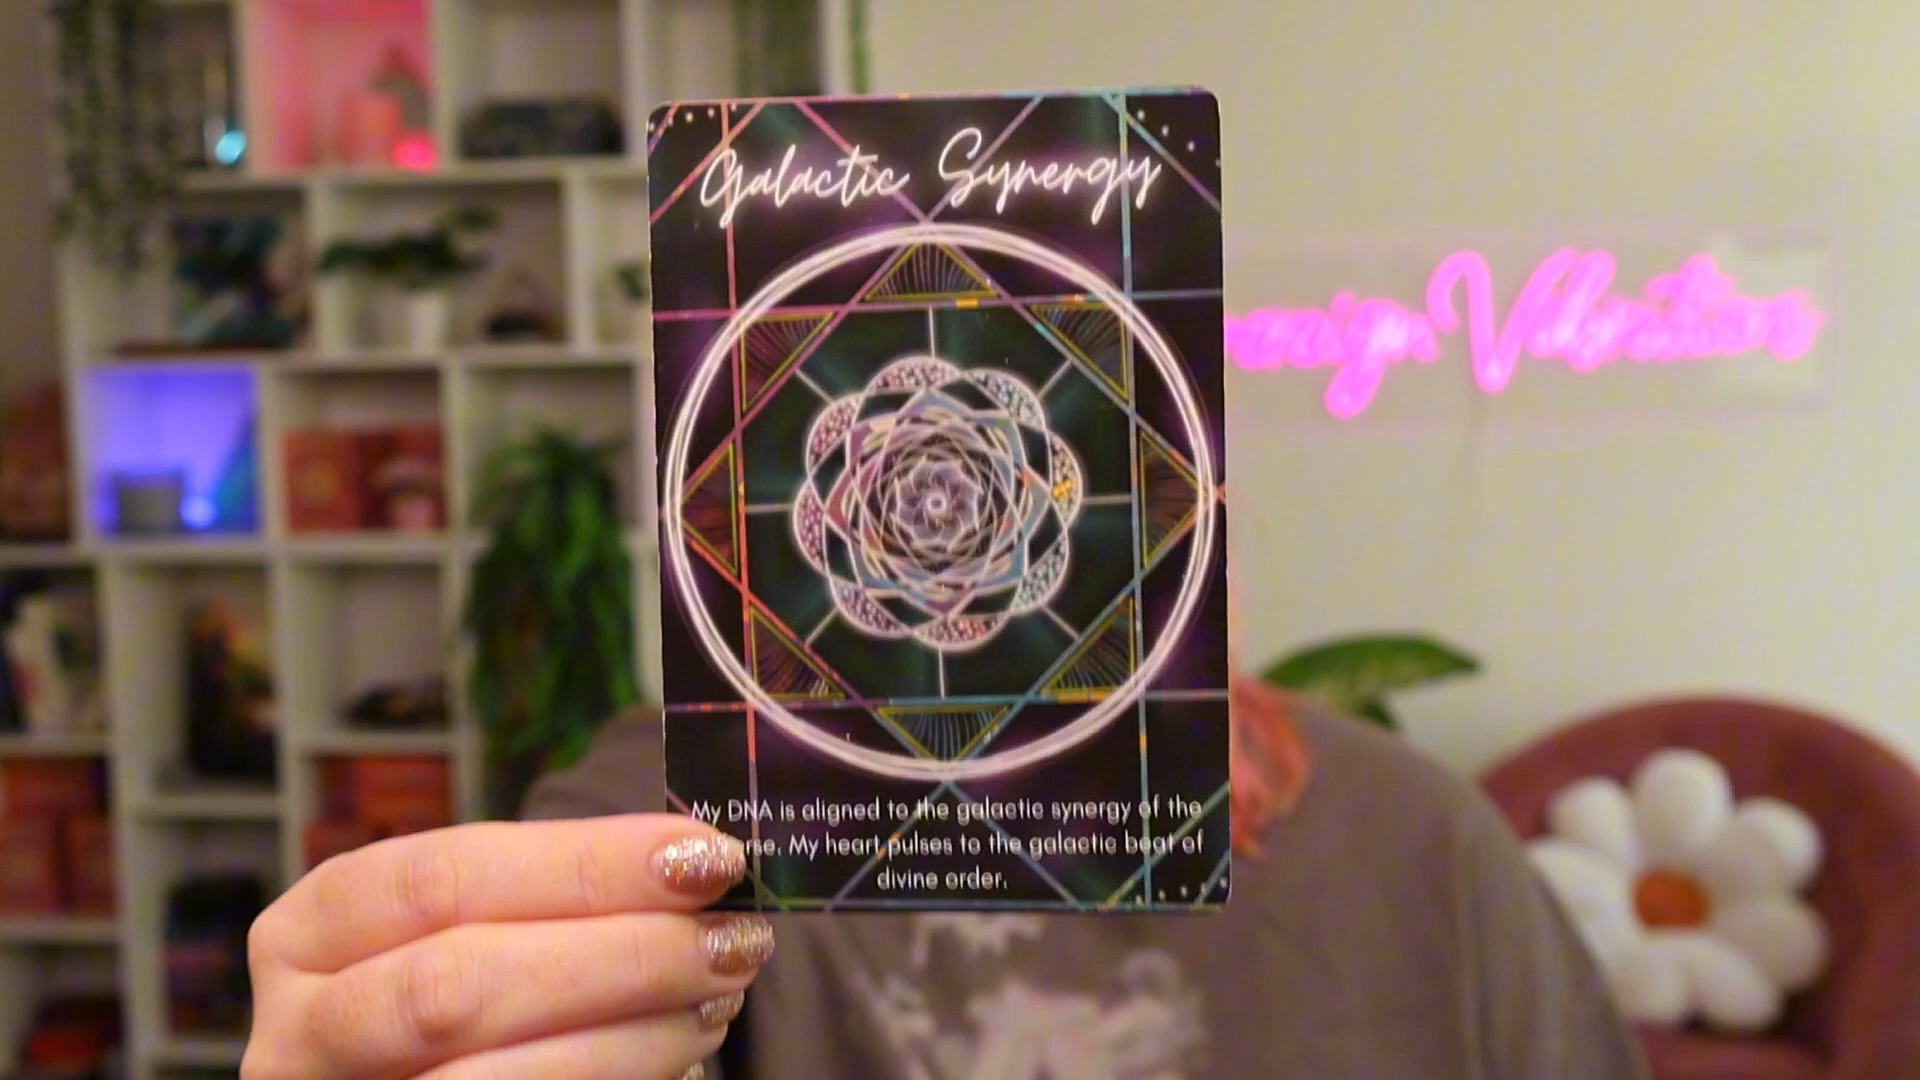 Galactic Synergy
My DNA is aligned to the galactic synergy of the
My heart pulses to the galactic beat of
divine order.
Vibrations